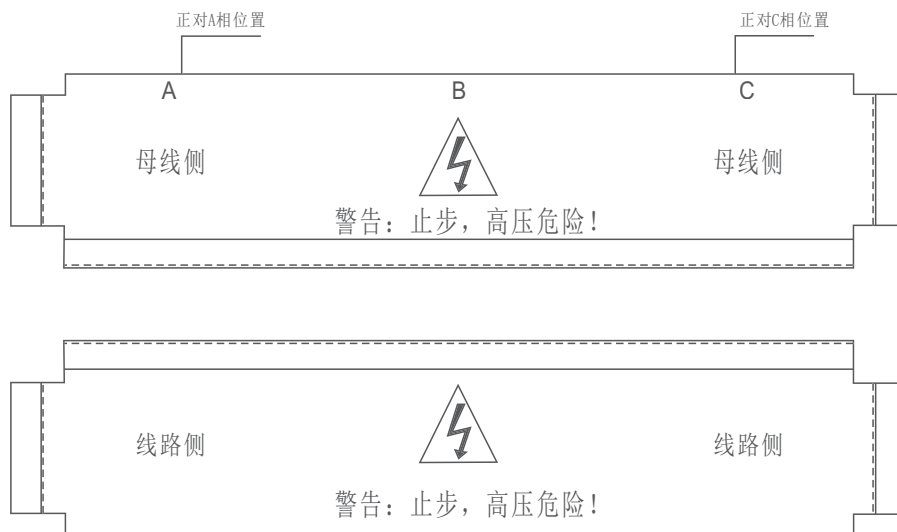 正对A相位置 正对C相位置
A B C
母线侧 母线侧
警告：止步，高压危险！
线路侧 线路侧
警告：止步，高压危险！